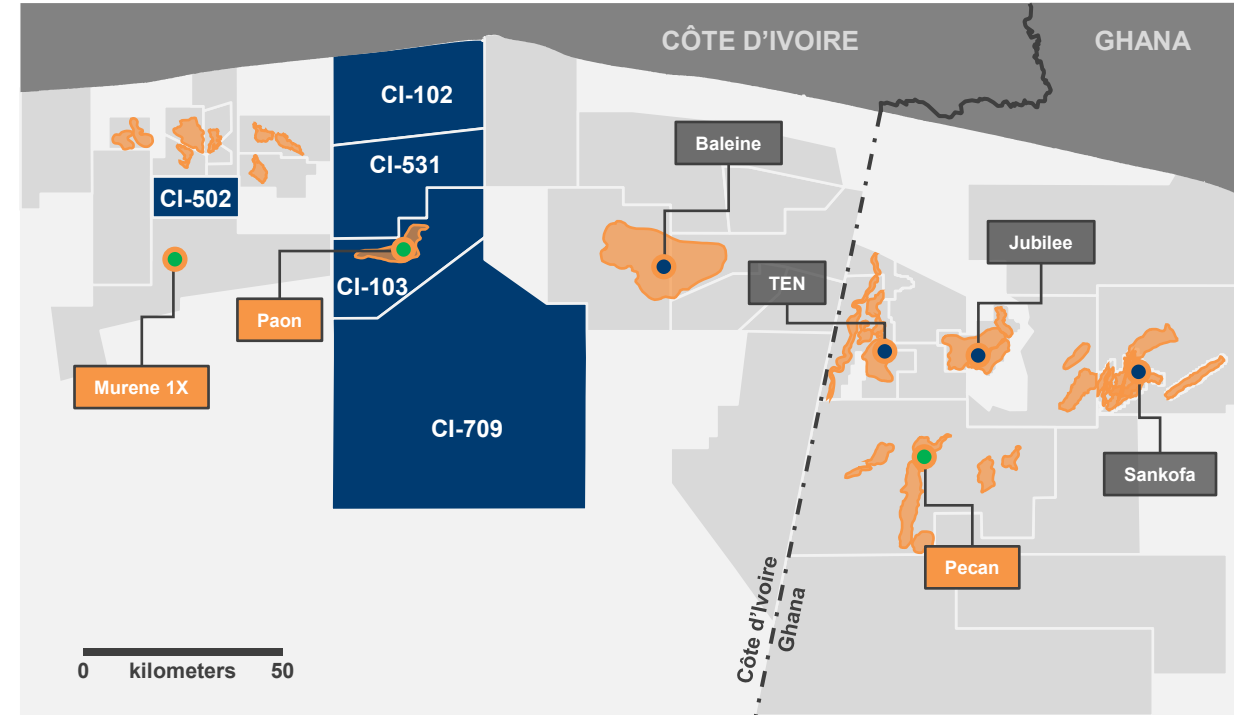 CÔTE D'IVOIRE
GHANA
CI-102
Baleine
CI-531
CI-502
Jubilee
TEN
CI-103
Paon
Murene 1X
CI-709
Sankofa
Pecan
Côte d'Ivoire
Ghana
0 kilometers 50